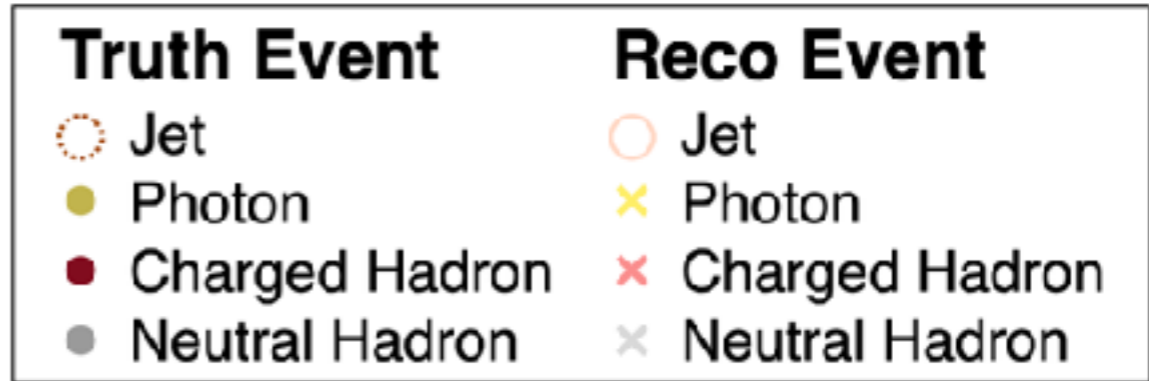 Truth Event Reco Event
Jet Jet
Photon Photon
Charged Hadron Charged Hadron
Neutral Hadron Neutral Hadron